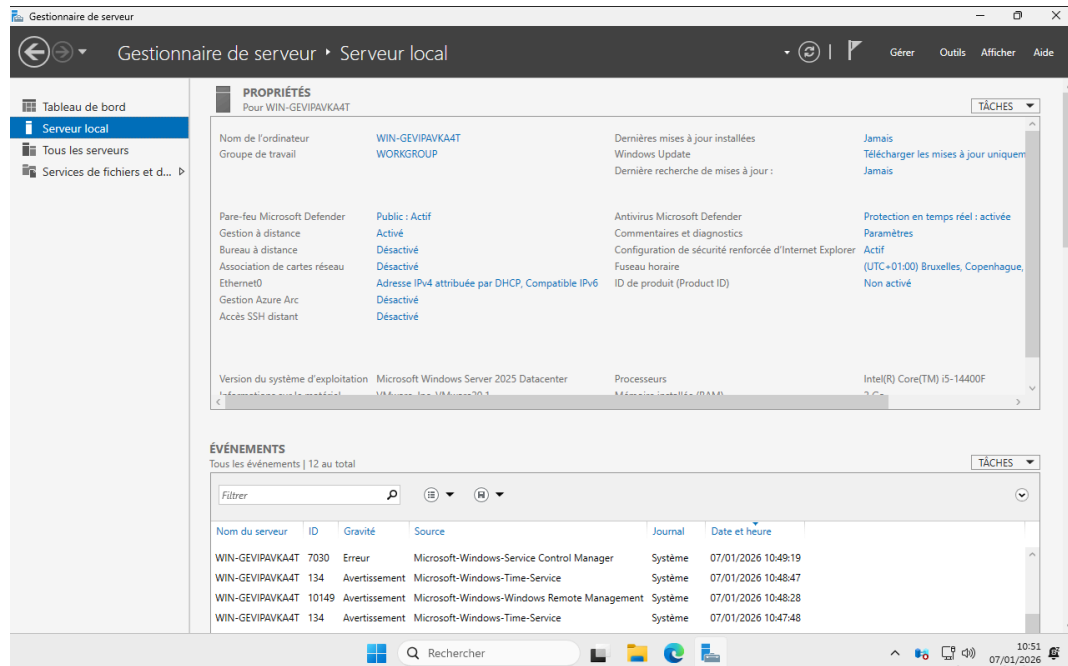 Gestionnaire de serveur
Gestionnaire de serveur • Serveur local
Gérer Outils Afficher Aide
Tableau de bord
Serveur local
Tous les serveurs
Services de fichiers et d...
PROPRIÉTÉS
Pour WIN-GEVIPAVKA4T
TÂCHES
Nom de l'ordinateur WIN-GEVIPAVKA4T Dernières mises à jour installées Jamais
Groupe de travail WORKGROUP Windows Update Télécharger les mises à jour uniquem
Dernière recherche de mises à jour : Jamais
Pare-feu Microsoft Defender Public : Actif Antivirus Microsoft Defender Protection en temps réel : activée
Gestion à distance Activé Commentaires et diagnostics Paramètres
Bureau à distance Désactivé Configuration de sécurité renforcée d'Internet Explorer Actif
Association de cartes réseau Désactivé Fuseau horaire (UTC+01:00) Bruxelles, Copenhague,
Ethernet0 Adresse IPv4 attribuée par DHCP, Compatible IPv6 ID de produit (Product ID) Non activé
Gestion Azure Arc Désactivé
Accès SSH distant Désactivé
Version du système d'exploitation Microsoft Windows Server 2025 Datacenter Processeurs Intel(R) Core(TM) i5-14400F
ÉVÉNEMENTS
Tous les événements | 12 au total
TÂCHES
Filtrer
Nom du serveur ID Gravité Source Journal Date et heure
WIN-GEVIPAVKA4T 7030 Erreur Microsoft-Windows-Service Control Manager Système 07/01/2026 10:49:19
WIN-GEVIPAVKA4T 134 Avertissement Microsoft-Windows-Time-Service Système 07/01/2026 10:48:47
WIN-GEVIPAVKA4T 10149 Avertissement Microsoft-Windows-Windows Remote Management Système 07/01/2026 10:48:28
WIN-GEVIPAVKA4T 134 Avertissement Microsoft-Windows-Time-Service Système 07/01/2026 10:47:48
Rechercher
10:51
07/01/2026